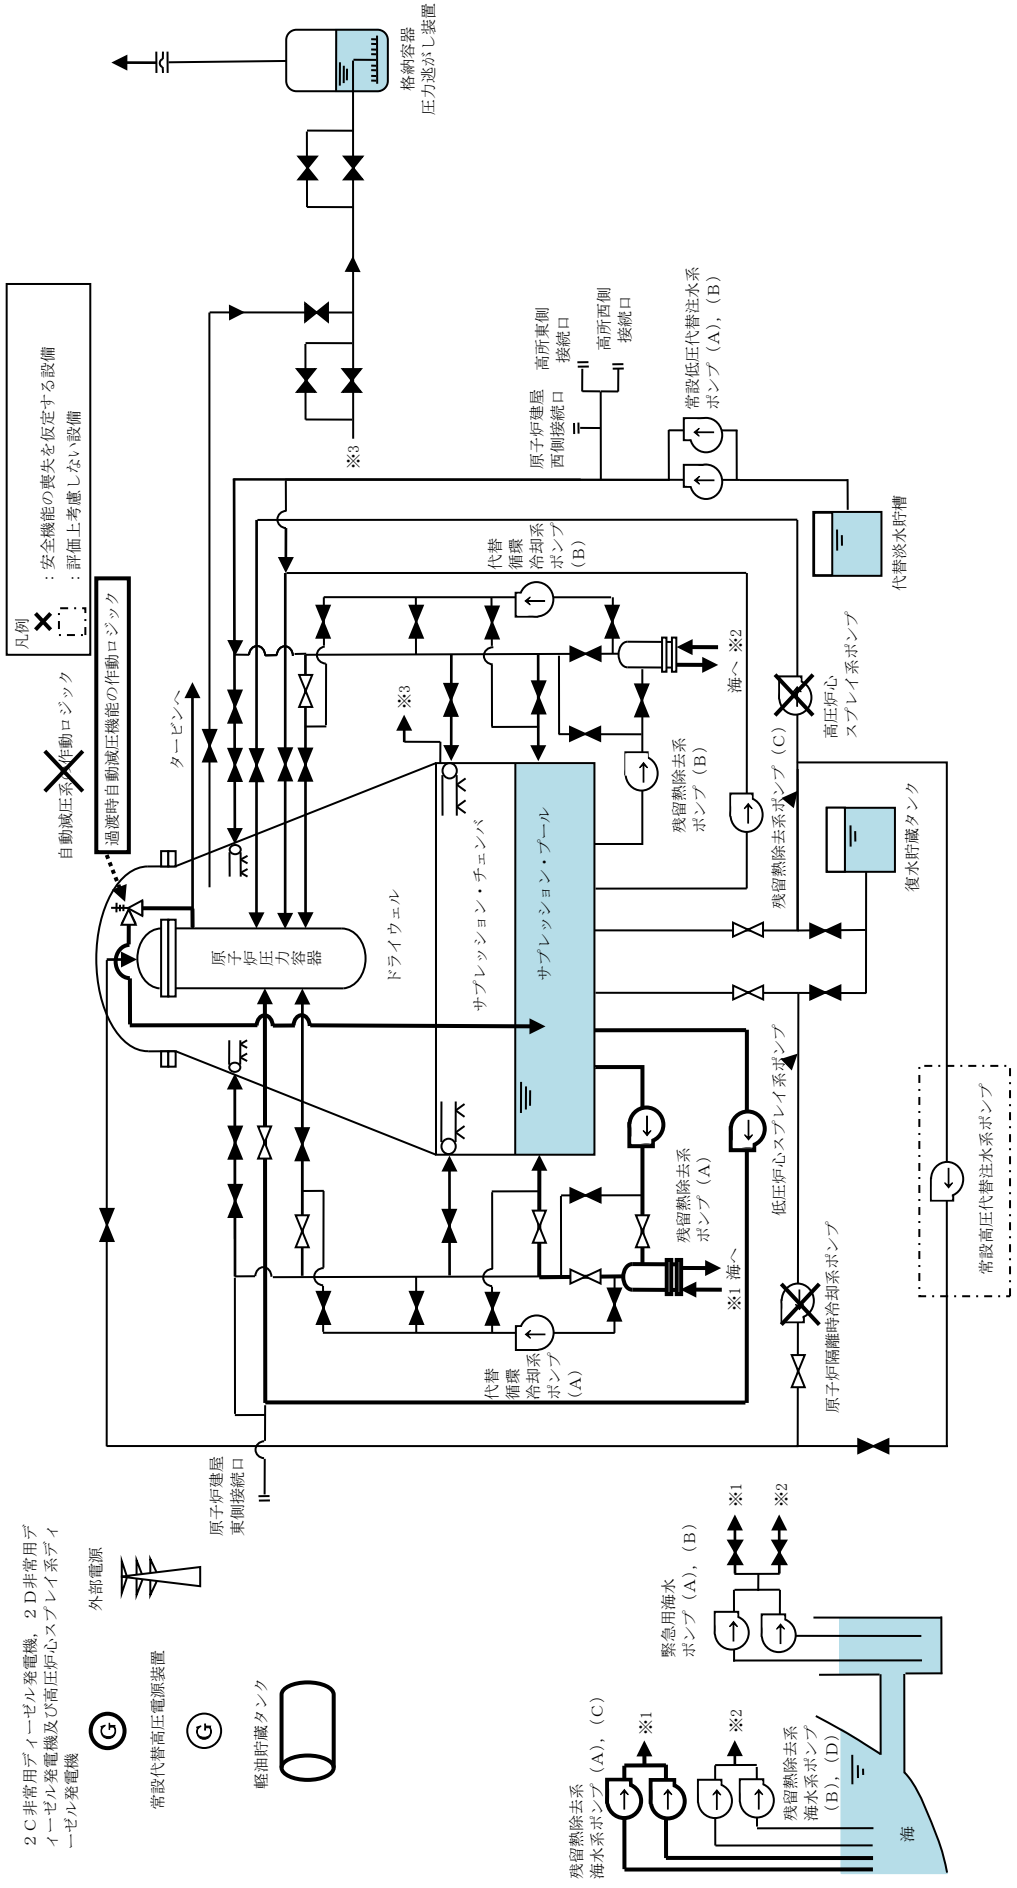 凡例
：安全機能の喪失を仮定する設備
：評価上考慮しない設備
格納容器
圧力逃がし装置
自動減圧系の作動ロジック
過渡時自動減圧機能の作動ロジック
タービンへ
※3
※3
原子炉建屋
西側接続口
高所東側
接続口
高所西側
接続口
常設低圧代替注水系
ポンプ（A），（B）
代替淡水貯槽
代替
循環
冷却系
ポンプ
（B）
海へ ※2
残留熱除去系
ポンプ（B）
高圧炉心
スプレイ系ポンプ
残留熱除去系ポンプ（C）
復水貯蔵タンク
原子炉圧力容器
ドライウェル
サプレッション・チェンバ
サプレッション・プール
低圧炉心スプレイ系ポンプ
残留熱除去系
ポンプ（A）
※1 海へ
常設高圧代替注水系ポンプ
原子炉隔離時冷却系ポンプ
代替
循環
冷却系
ポンプ
（A）
原子炉建屋
東側接続口
2C非常用ディーゼル発電機，2D非常用デ
ィーゼル発電機及び高圧炉心スプレイ系ディ
ーゼル発電機
G
外部電源
常設代替高圧電源装置
G
軽油貯蔵タンク
緊急用海水
ポンプ（A），（B）
※1
※2
残留熱除去系
海水系ポンプ（A），（C）
※1
※2
残留熱除去系
海水系ポンプ
（B），（D）
海